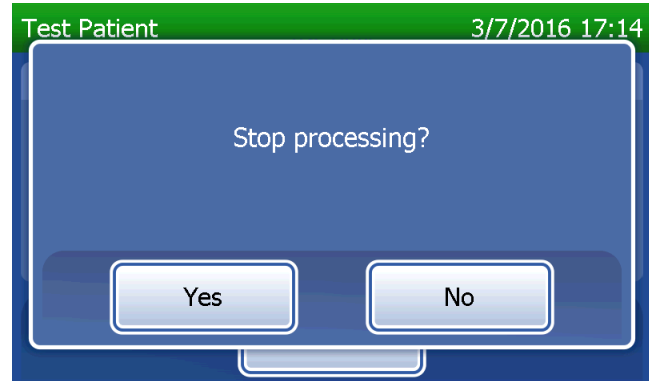 Test Patient 3/7/2016 17:14
Stop processing?
Yes No